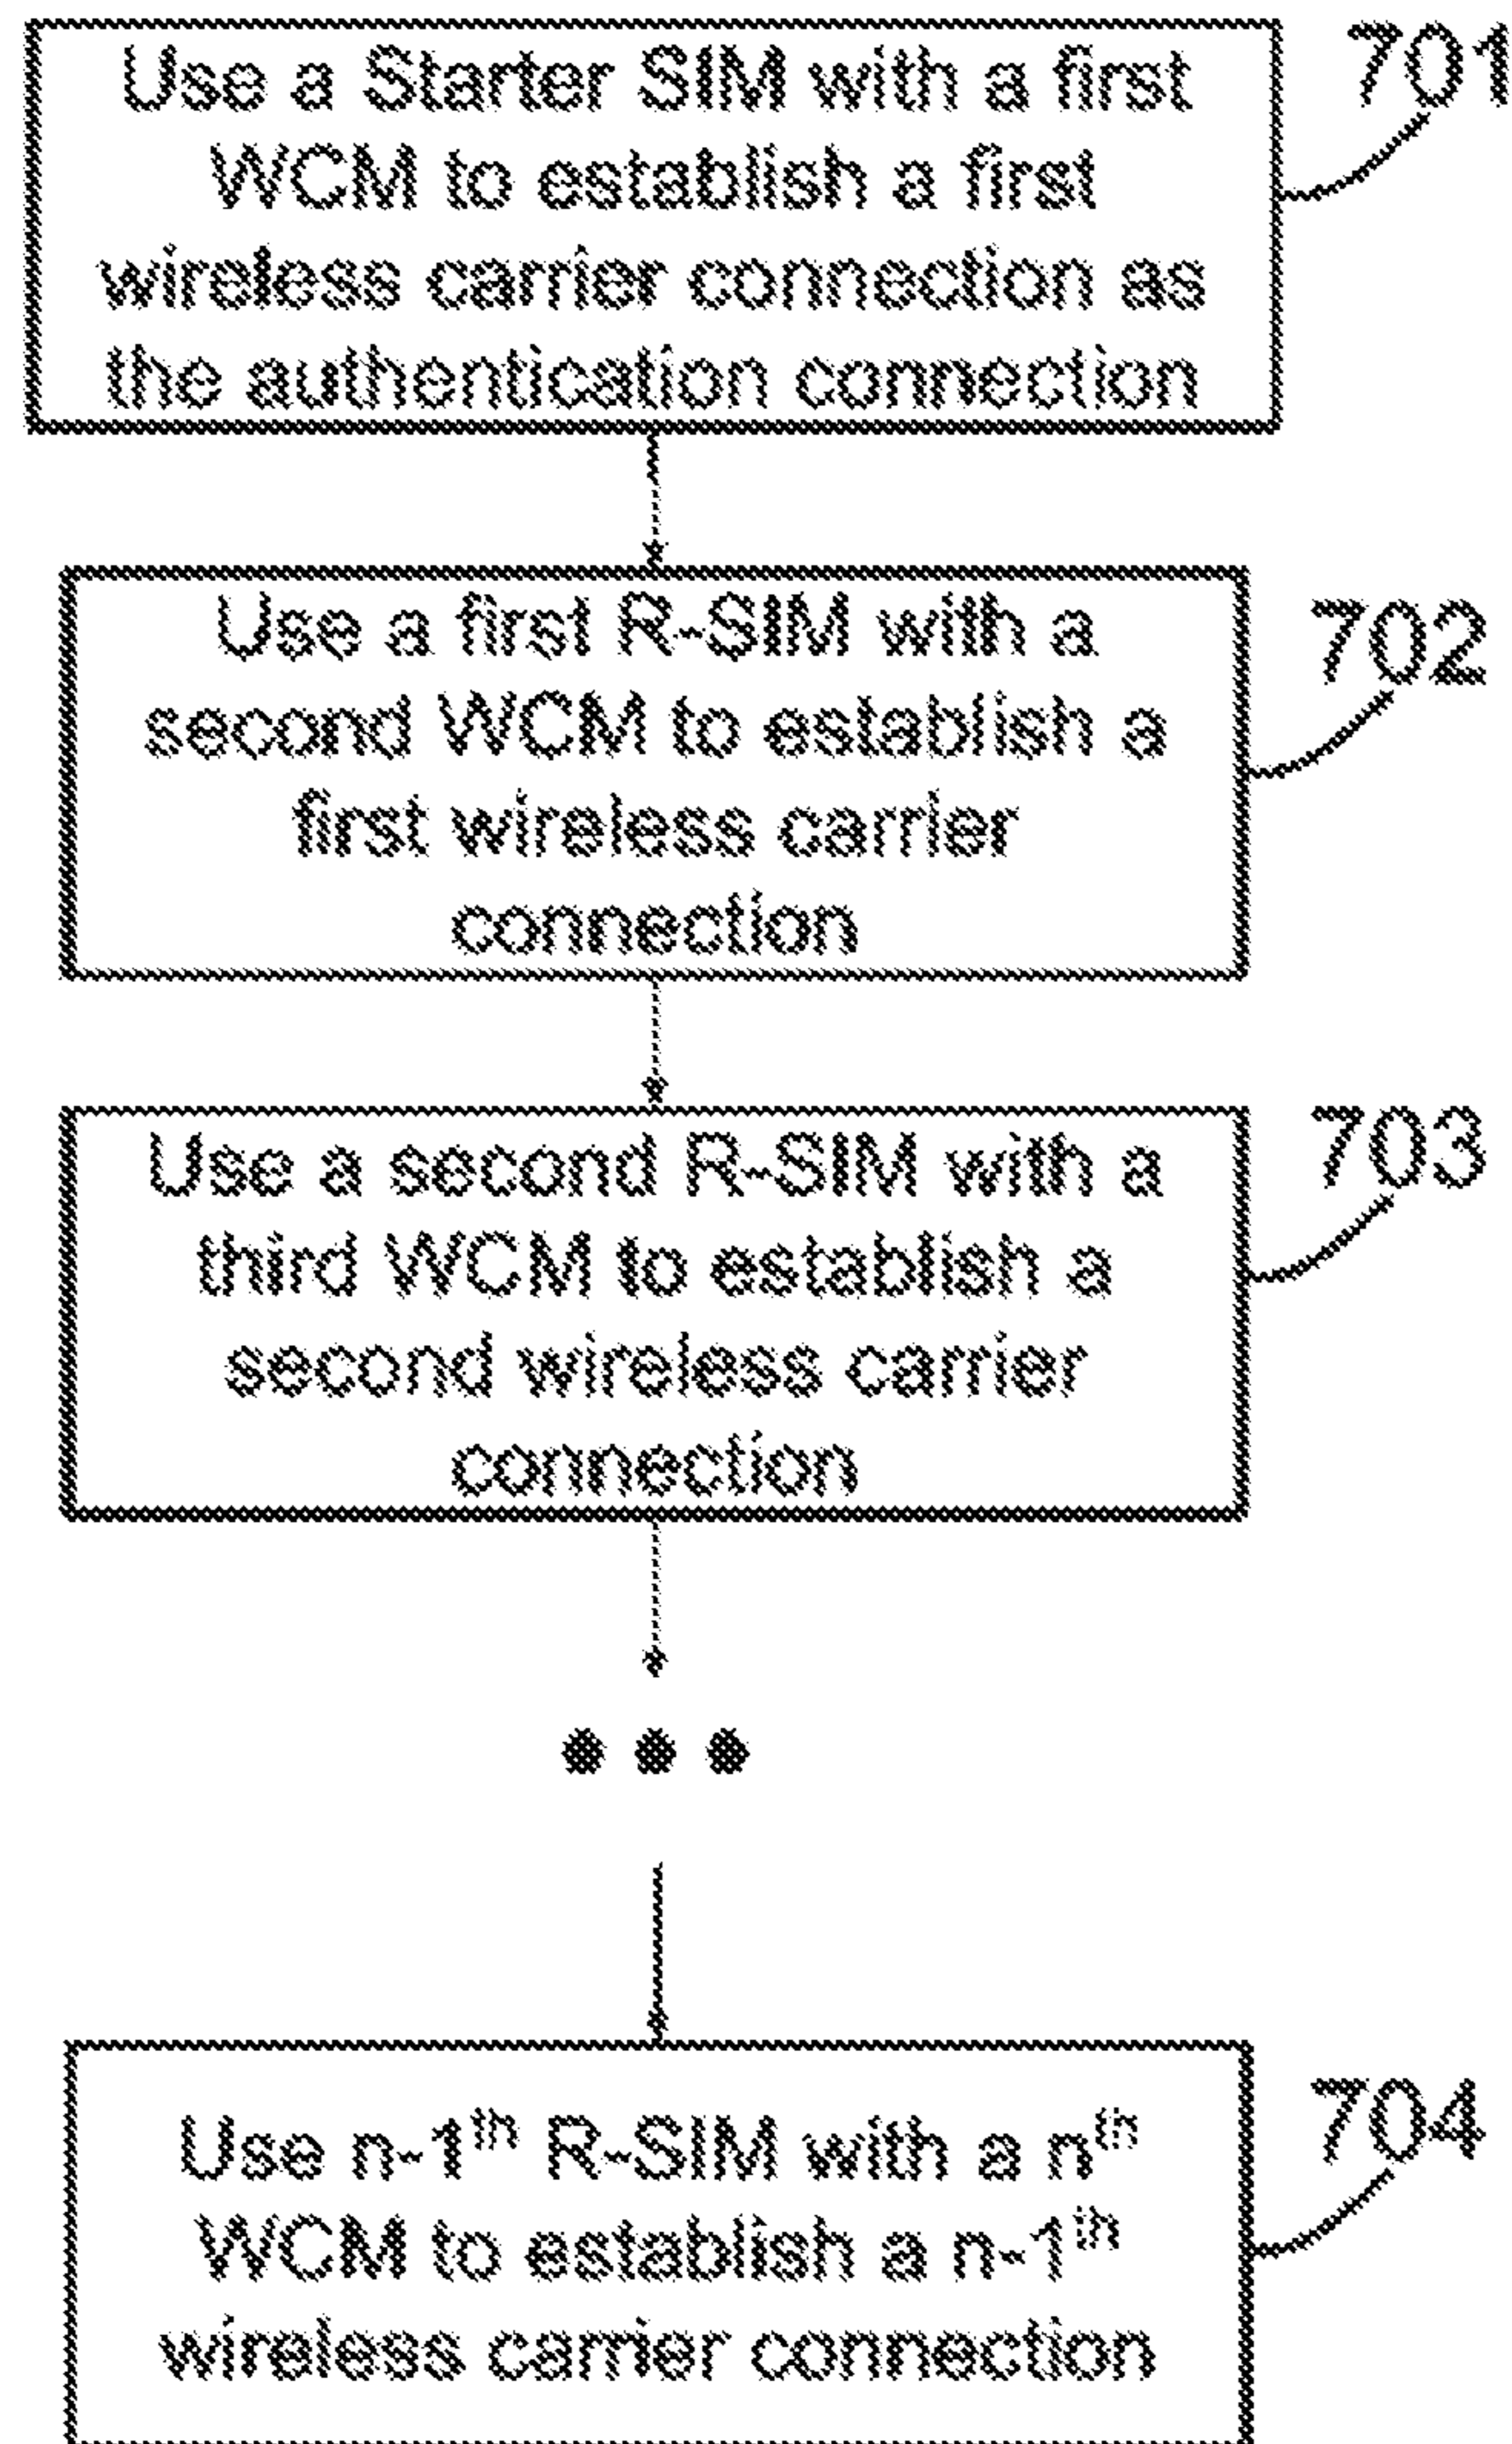 Use a Starter SIM with a first
WCM to establish a first
wireless carrier connection as
the authentication connection
701
Use a first R-SIM with a
second WCM to establish a
first wireless carrier
connection
702
Use a second R-SIM with a
third WCM to establish a
second wireless carrier
connection
703
Use n-1th R-SIM with a nth
WCM to establish a n-1th
wireless carrier connection
704